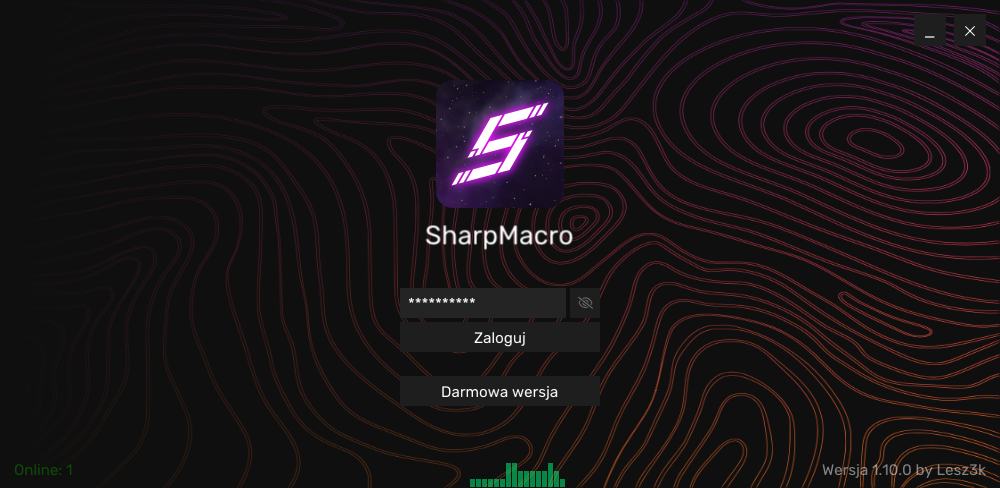 SharpMacro
**********
Zaloguj
Darmowa wersja
Online: 1
Wersja 1.10.0 by Lesz3k